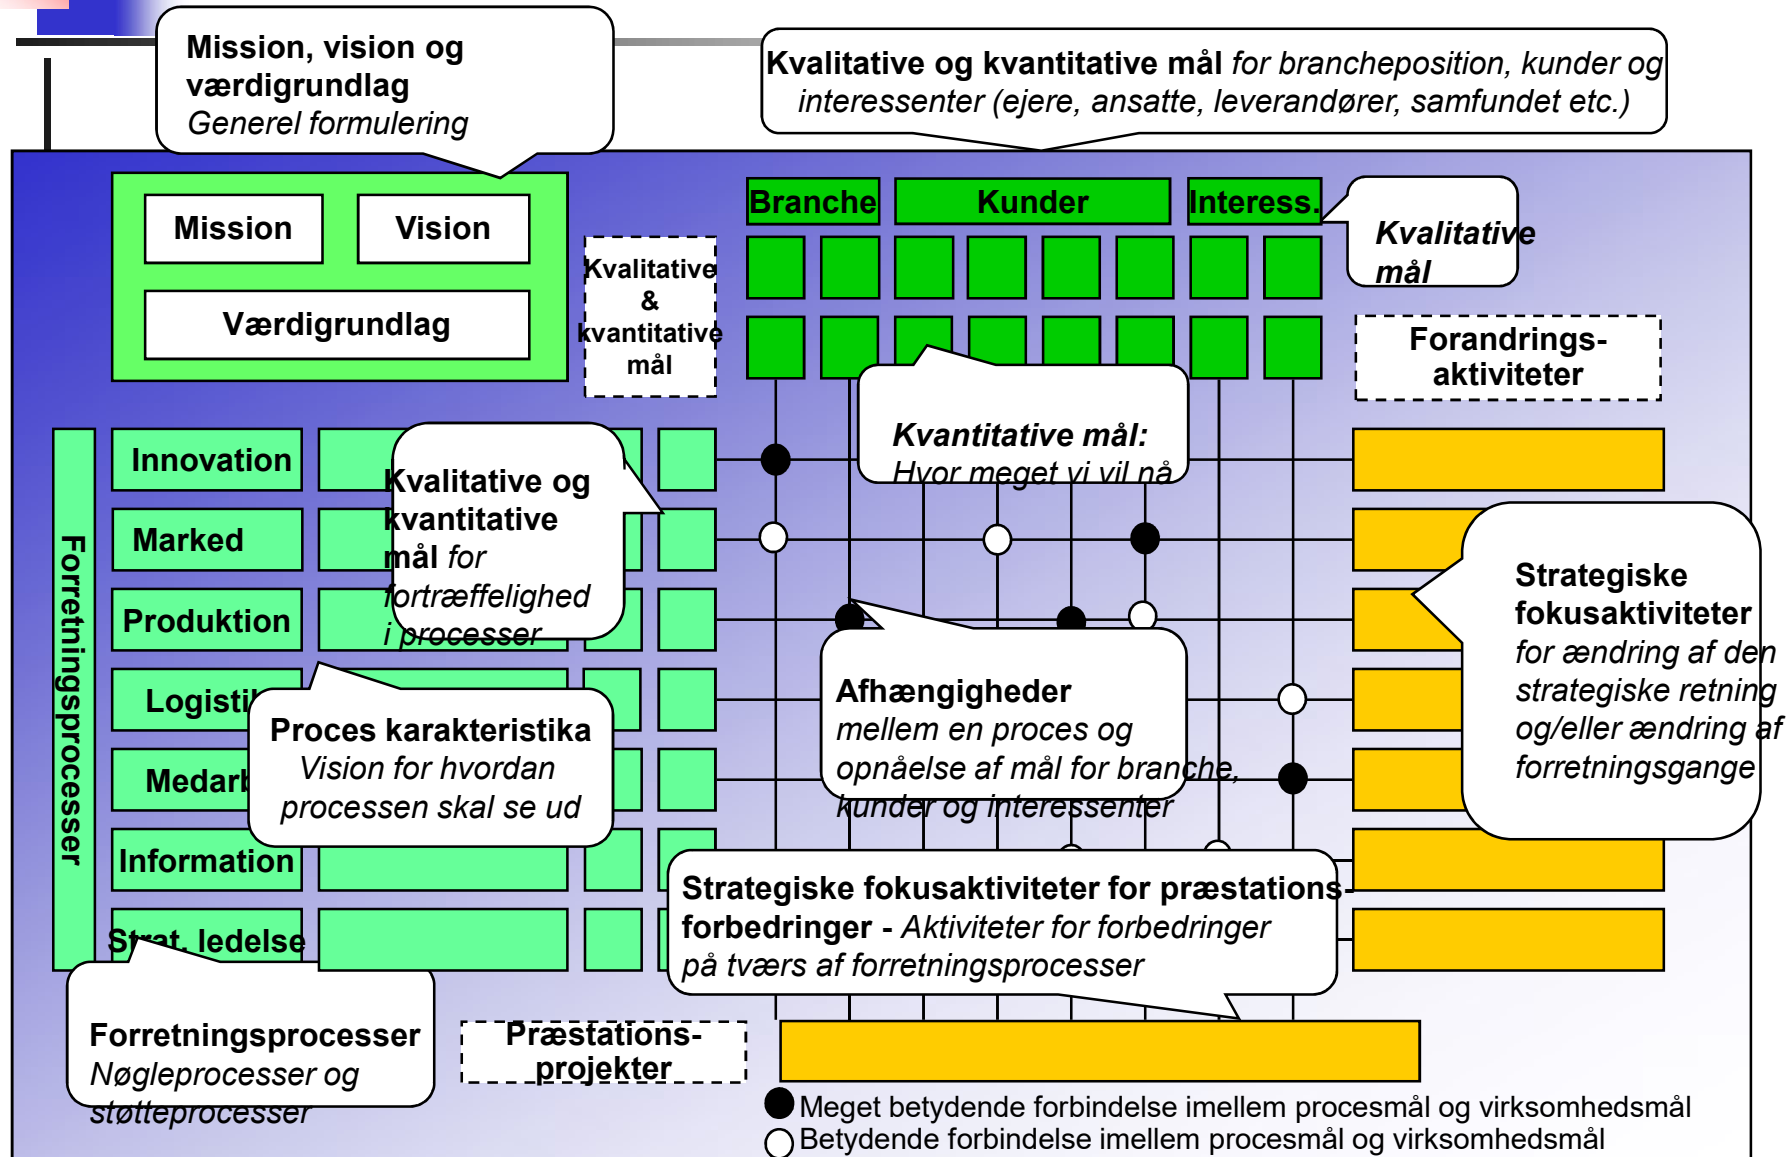 Mission, vision og
værdigrundlag
Generel formulering
Kvalitative og kvantitative mål for brancheposition, kunder og
interessenter (ejere, ansatte, leverandører, samfundet etc.)
Mission
Vision
Værdigrundlag
Kvalitative
&
kvantitative
mål
Branche
Kunder
Interess.
Kvalitative
mål
Forandrings-
aktiviteter
Kvantitative mål:
Hvor meget vi vil nå
Forretningsprocesser
Innovation
Marked
Produktion
Logistik
Medarb
Information
Strat. ledelse
Kvalitative og
kvantitative
mål for
fortræffelighed
i processer
Proces karakteristika
Vision for hvordan
processen skal se ud
Afhængigheder
mellem en proces og
opnåelse af mål for branche,
kunder og interessenter
Strategiske
fokusaktiviteter
for ændring af den
strategiske retning
og/eller ændring af
forretningsgange
Strategiske fokusaktiviteter for præstations-
forbedringer - Aktiviteter for forbedringer
på tværs af forretningsprocesser
Forretningsprocesser
Nøgleprocesser og
støtteprocesser
Præstations-
projekter
Meget betydende forbindelse imellem procesmål og virksomhedsmål
Betydende forbindelse imellem procesmål og virksomhedsmål